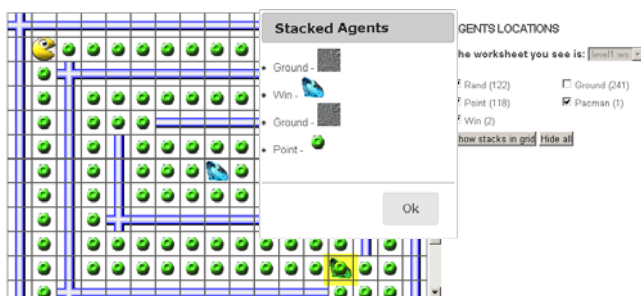 Stacked Agents
Ground -
Win -
Ground -
Point -
Ok
GENTS LOCATIONS
he worksheet you see is: level1.ws
Rand (122)
Ground (241)
Point (118)
Pacman (1)
Win (2)
how stacks in grid
Hide all